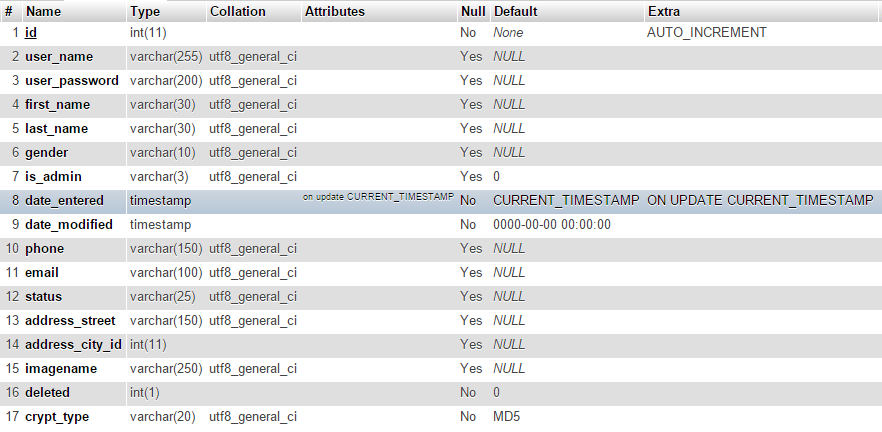 # Name Type Collation Attributes Null Default Extra
1 id int(11) No None AUTO_INCREMENT
2 user_name varchar(255) utf8_general_ci Yes NULL
3 user_password varchar(200) utf8_general_ci Yes NULL
4 first_name varchar(30) utf8_general_ci Yes NULL
5 last_name varchar(30) utf8_general_ci Yes NULL
6 gender varchar(10) utf8_general_ci Yes NULL
7 is_admin varchar(3) utf8_general_ci Yes 0
8 date_entered timestamp on update CURRENT_TIMESTAMP No CURRENT_TIMESTAMP ON UPDATE CURRENT_TIMESTAMP
9 date_modified timestamp No 0000-00-00 00:00:00
10 phone varchar(150) utf8_general_ci Yes NULL
11 email varchar(100) utf8_general_ci Yes NULL
12 status varchar(25) utf8_general_ci Yes NULL
13 address_street varchar(150) utf8_general_ci Yes NULL
14 address_city_id int(11) Yes NULL
15 imagename varchar(250) utf8_general_ci Yes NULL
16 deleted int(1) No 0
17 crypt_type varchar(20) utf8_general_ci No MD5